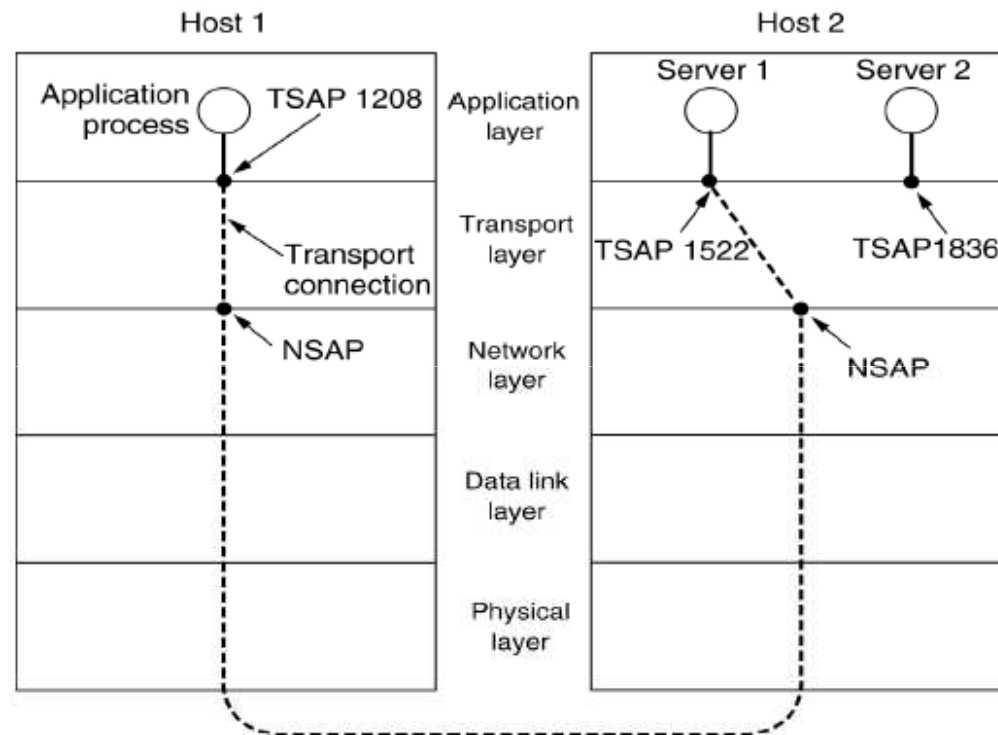 Host 1
Host 2
Application
process
TSAP 1208
Application
layer
Server 1
Server 2
Transport
connection
Transport
layer
TSAP 1522
TSAP1836
NSAP
Network
layer
NSAP
Data link
layer
Physical
layer